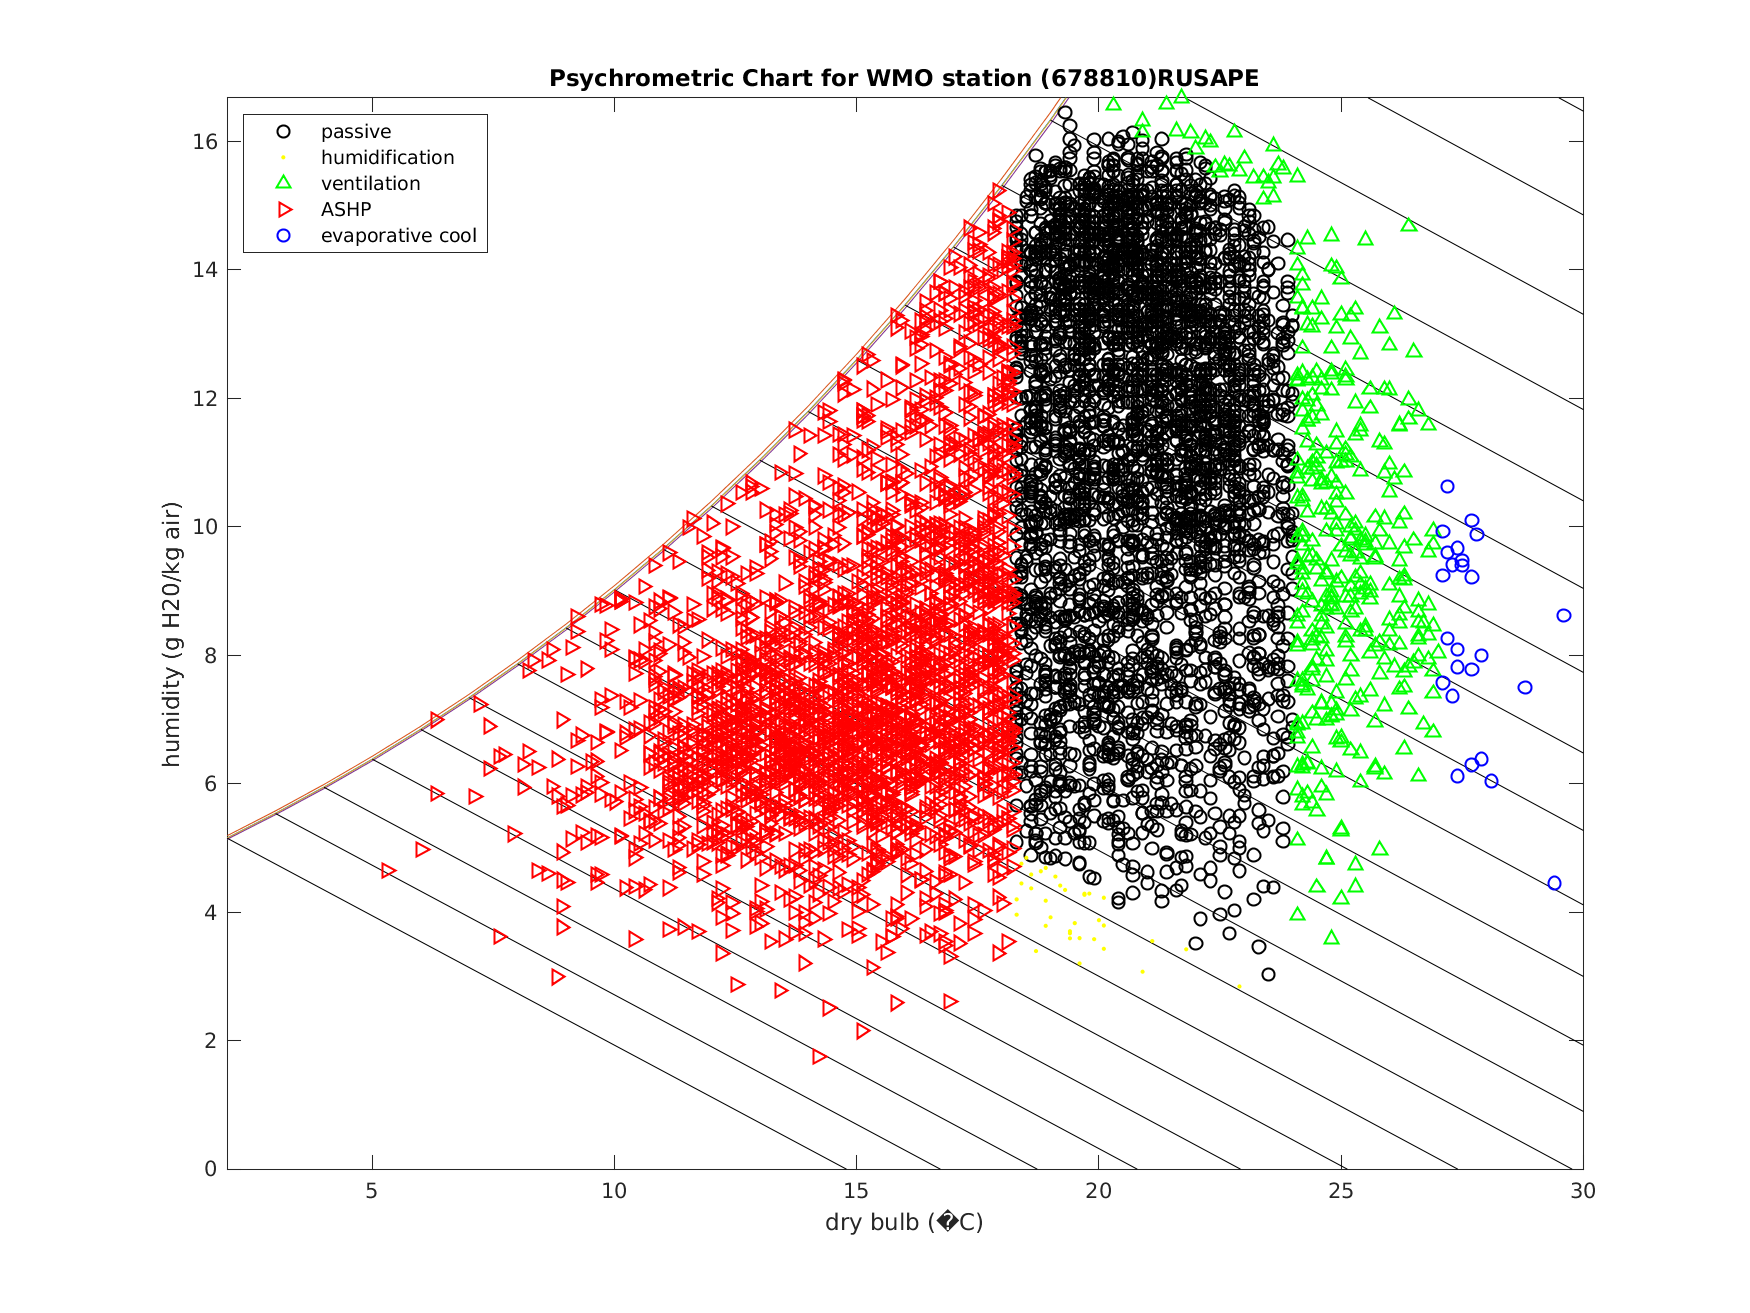 Psychrometric Chart for WMO station (678810)RUSAPE
passive
humidification
ventilation
ASHP
evaporative cool
humidity (g H20/kg air)
16
14
12
10
8
6
4
2
0
5 10 15 20 25 30
dry bulb (�C)